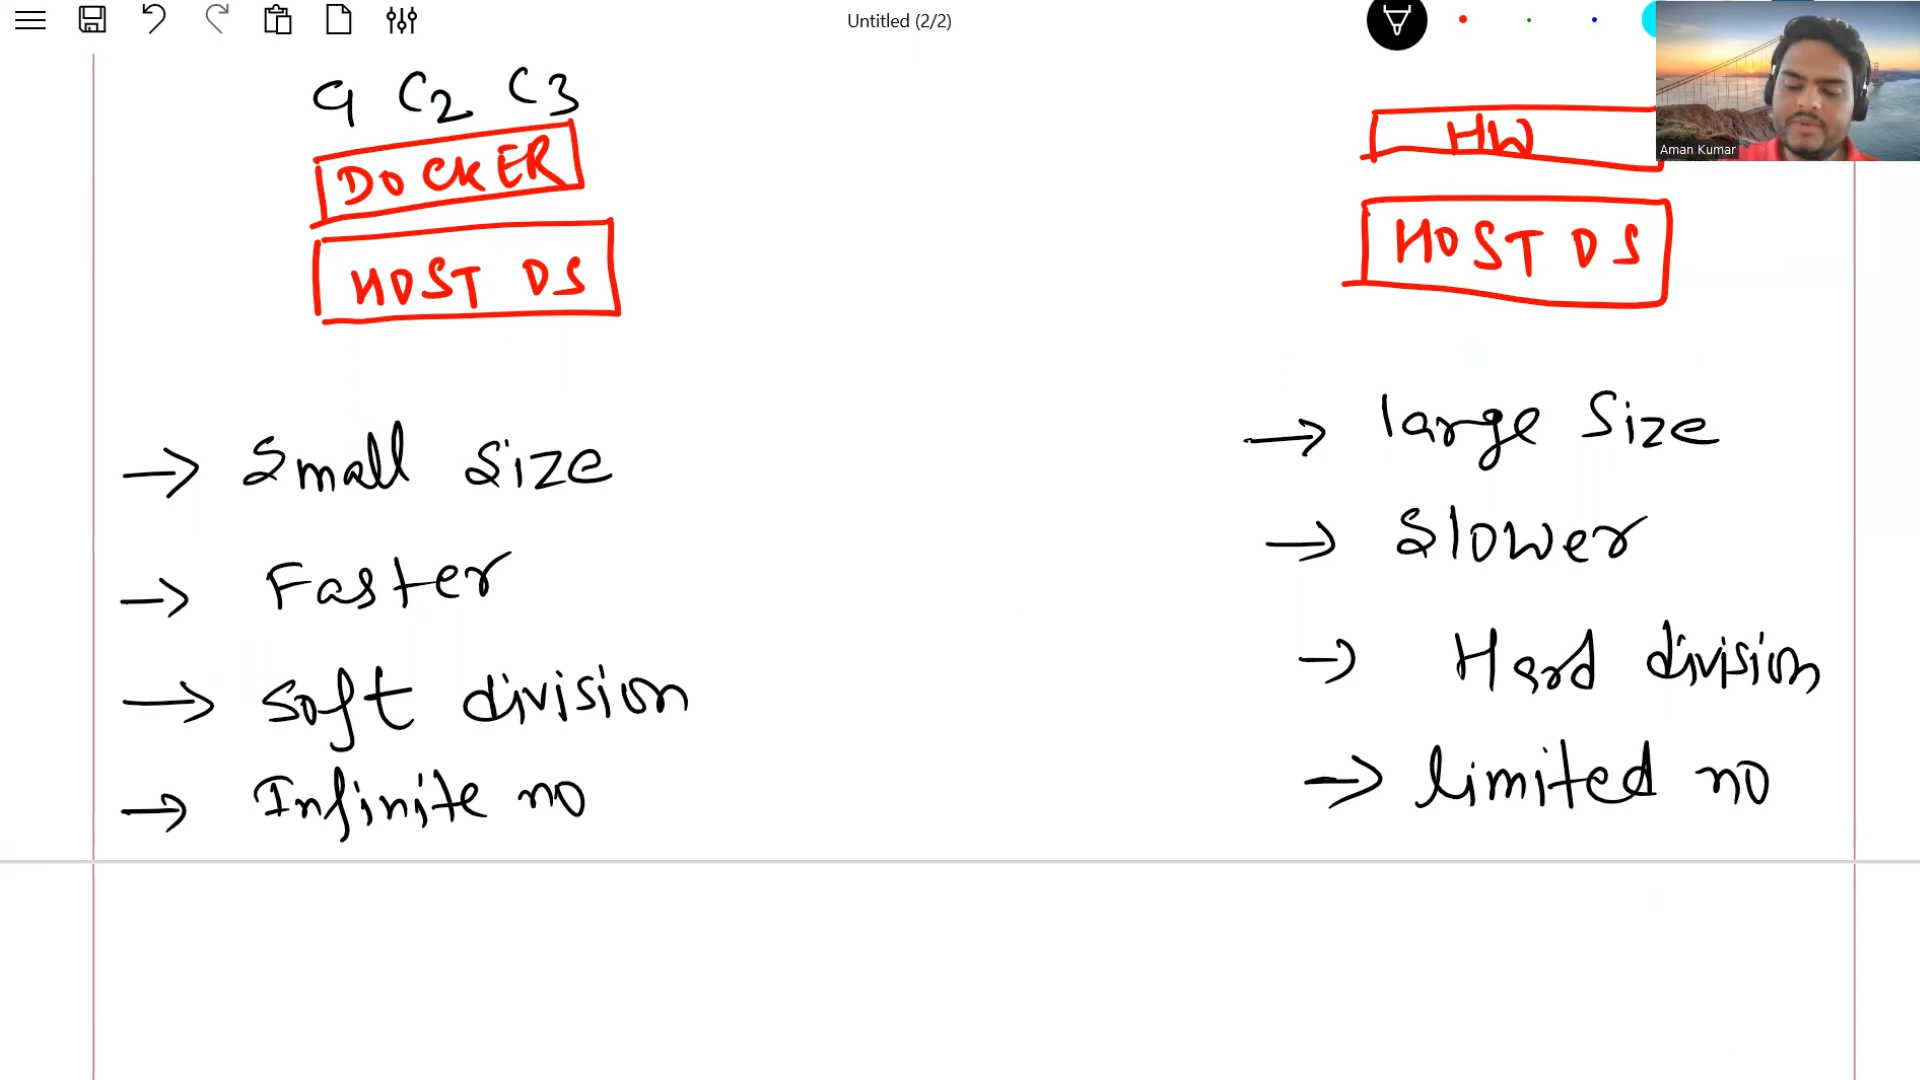 Untitled (2/2)
C1 C2 C3
DOCKER
HOST OS
→ Small Size
→ Faster
→ Soft division
→ Infinite no
HW
HOST OS
→ large Size
→ Slower
→ Hard division
→ limited no
Aman Kumar